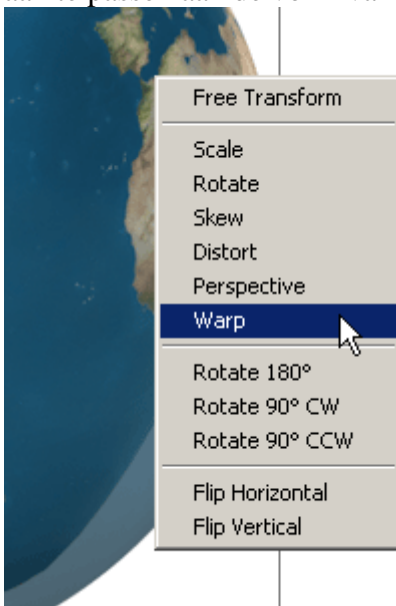 Free Transform
Scale
Rotate
Skew
Distort
Perspective
Warp
Rotate 180°
Rotate 90° CW
Rotate 90° CCW
Flip Horizontal
Flip Vertical